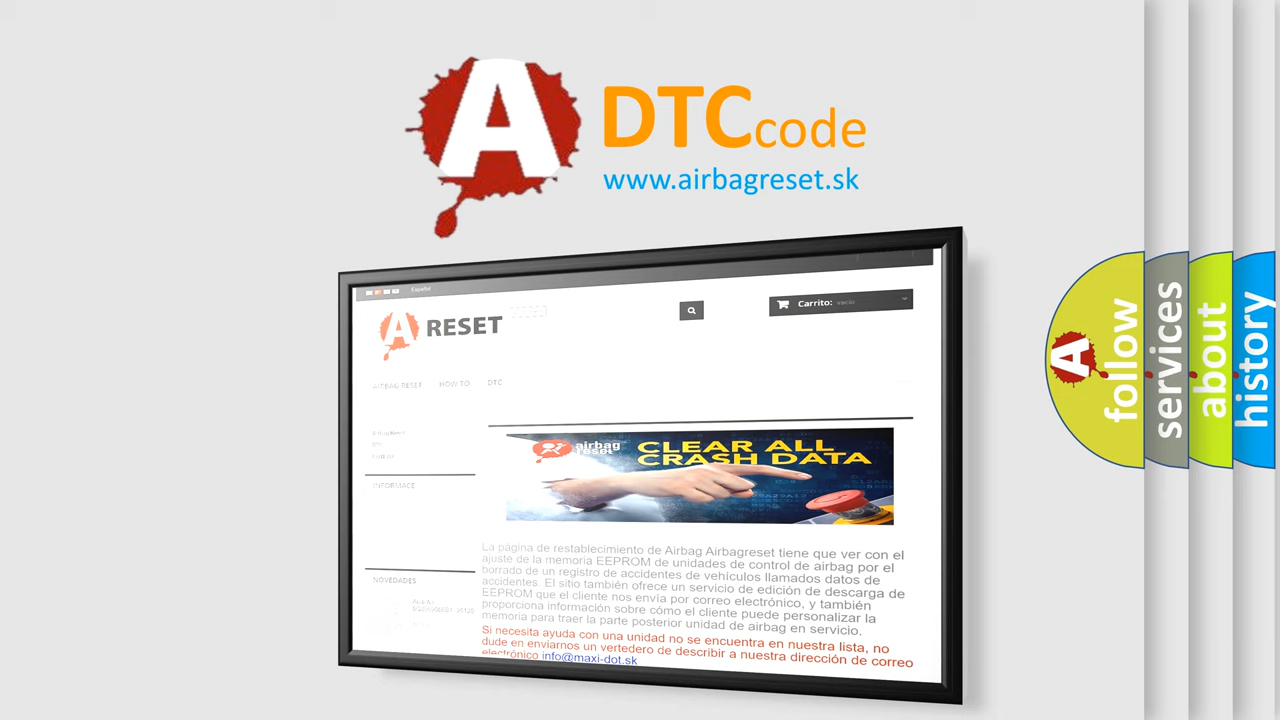 A DTCcode
www.airbagreset.sk
Español
A RESET
Carrito: vacío
AIRBAG RESET HOW TO DTC
INFORMACE
airbag
reset
CLEAR ALL
CRASH DATA
La página de restablecimiento de Airbag Airbagreset tiene que ver con el
ajuste de la memoria EEPROM de unidades de control de airbag por el
borrado de un registro de accidentes de vehículos llamados datos de
accidentes. El sitio también ofrece un servicio de edición de descarga de
EEPROM que el cliente nos envía por correo electrónico, y también
proporciona información sobre cómo el cliente puede personalizar la
memoria para traer la parte posterior unidad de airbag en servicio.
Si necesita ayuda con una unidad no se encuentra en nuestra lista, no
dude en enviarnos un vertedero de describir a nuestra dirección de correo
electrónico info@maxi-dot.sk
NOVEDADES
A follow
services
about
history